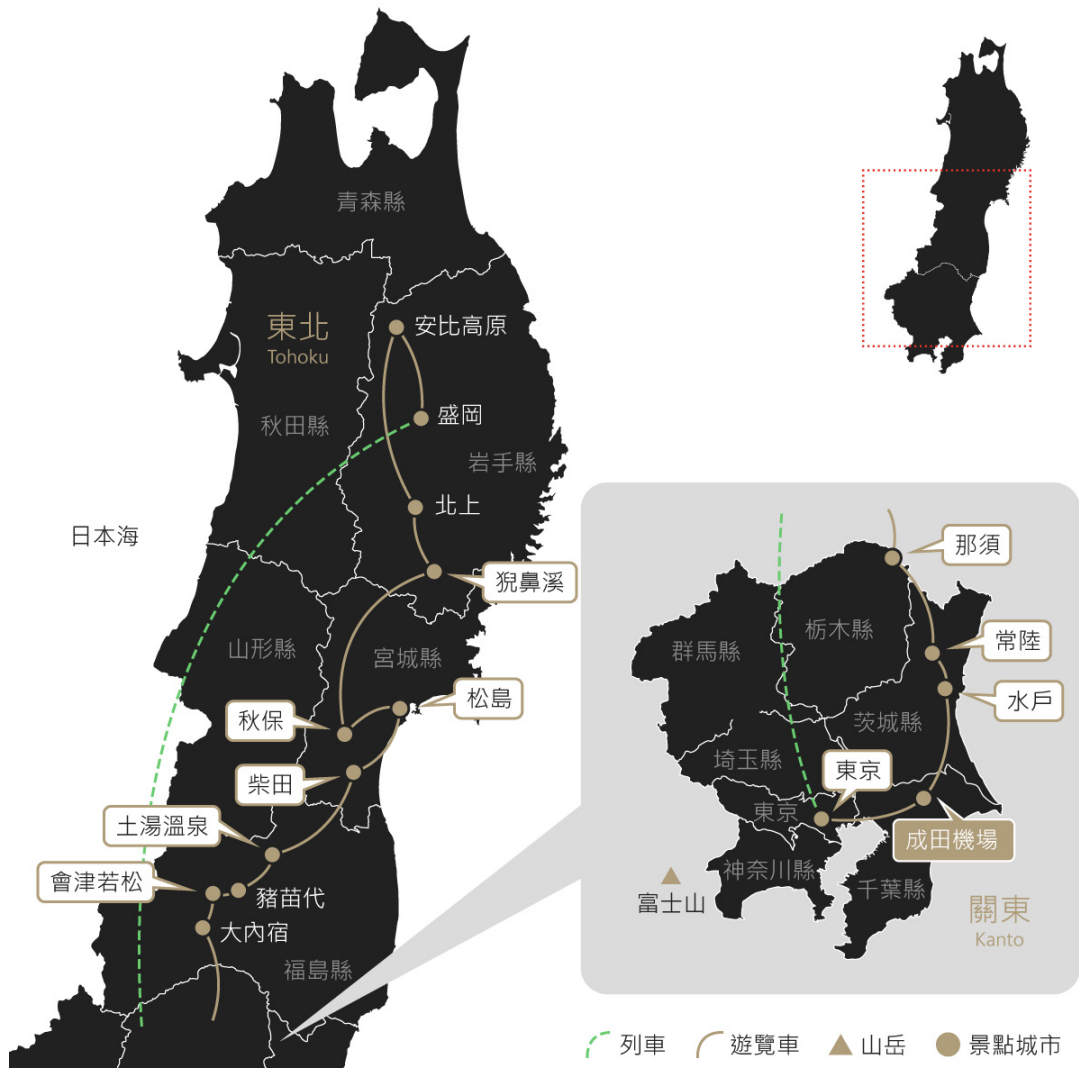 青森縣
東北
Tohoku
安比高原
盛岡
秋田縣
岩手縣
北上
日本海
猊鼻溪
山形縣
宮城縣
松島
秋保
柴田
土湯溫泉
會津若松
豬苗代
大內宿
福島縣
那須
栃木縣
群馬縣
常陸
水戶
茨城縣
埼玉縣
東京
東京
成田機場
神奈川縣
千葉縣
富士山
關東
Kanto
列車
遊覽車
山岳
景點城市